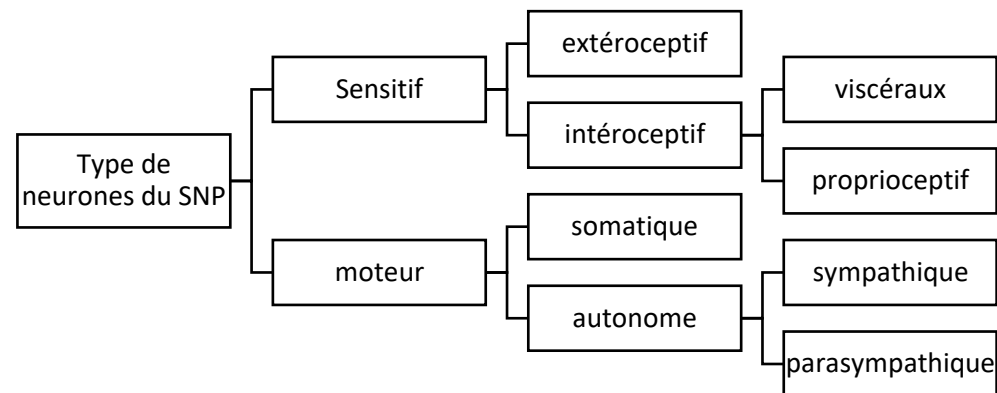 Type de
neurones du SNP
Sensitif
extéroceptif
intéroceptif
viscéraux
proprioceptif
moteur
somatique
autonome
sympathique
parasympathique